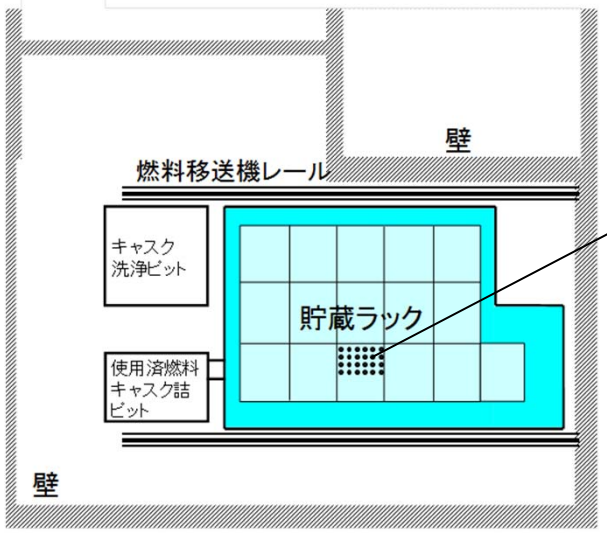 壁
燃料移送機レール
キャスク
洗浄ピット
貯蔵ラック
使用済燃料
キャスク詰
ピット
壁